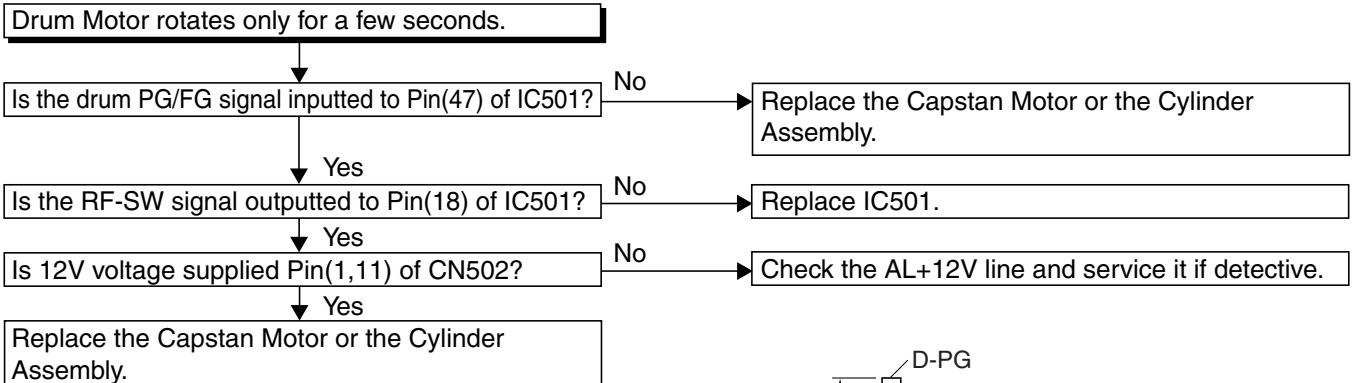 Drum Motor rotates only for a few seconds.
Is the drum PG/FG signal inputted to Pin(47) of IC501?
No
Replace the Capstan Motor or the Cylinder
Assembly.
Yes
Is the RF-SW signal outputted to Pin(18) of IC501?
No
Replace IC501.
Yes
Is 12V voltage supplied Pin(1,11) of CN502?
No
Check the AL+12V line and service it if detective.
Yes
Replace the Capstan Motor or the Cylinder
Assembly.
D-PG